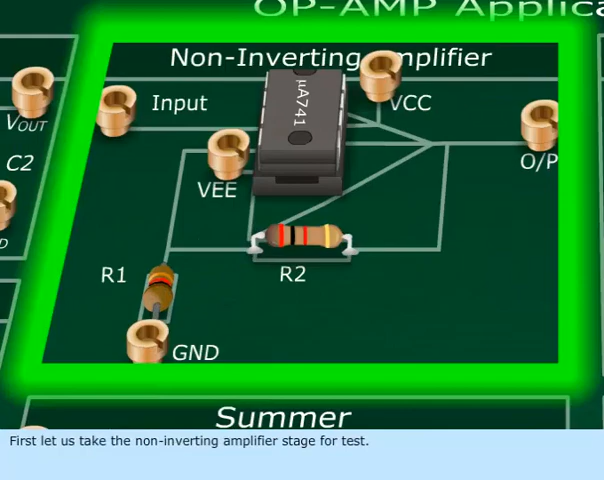 OP-AMP Applica
Non-Inverting Amplifier
Input
VCC
μA741
VOUT
O/P
C2
VEE
D
R1
R2
GND
Summer
First let us take the non-inverting amplifier stage for test.